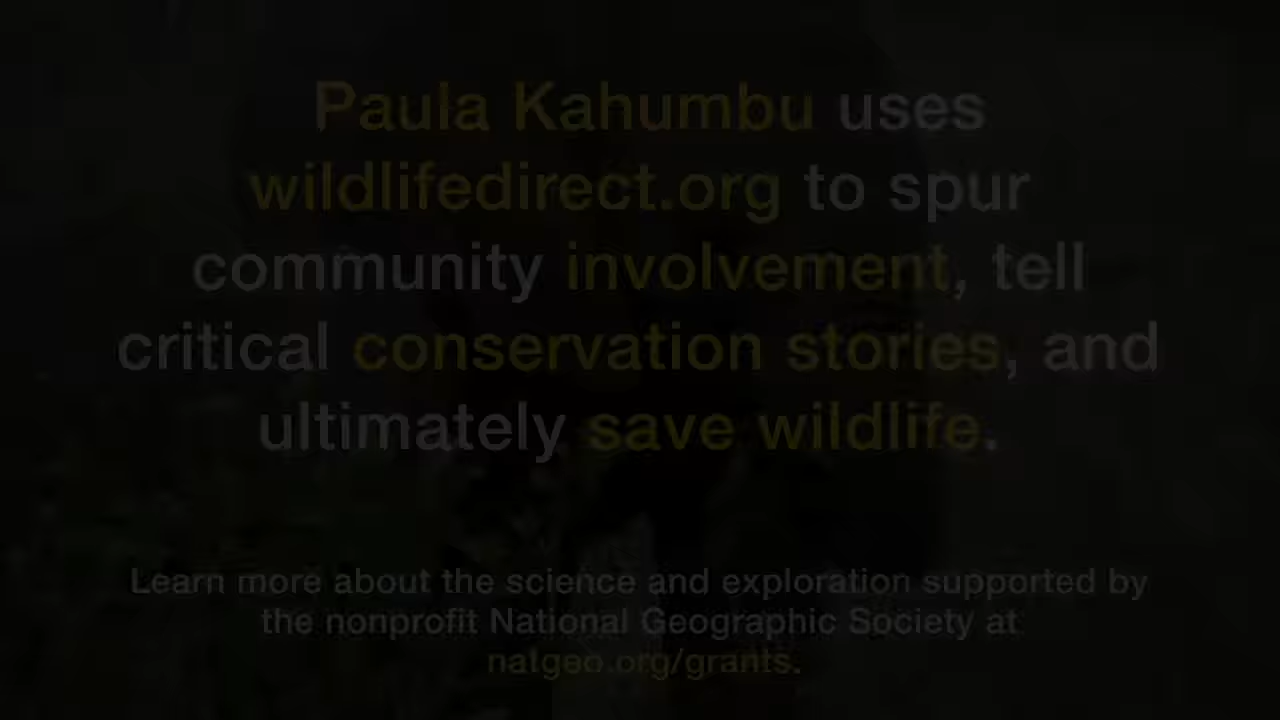 Paula Kahumbu uses
wildlifedirect.org to spur
community involvement, tell
critical conservation stories, and
ultimately save wildlife.
Learn more about the science and exploration supported by
the nonprofit National Geographic Society at
natgeo.org/grants.